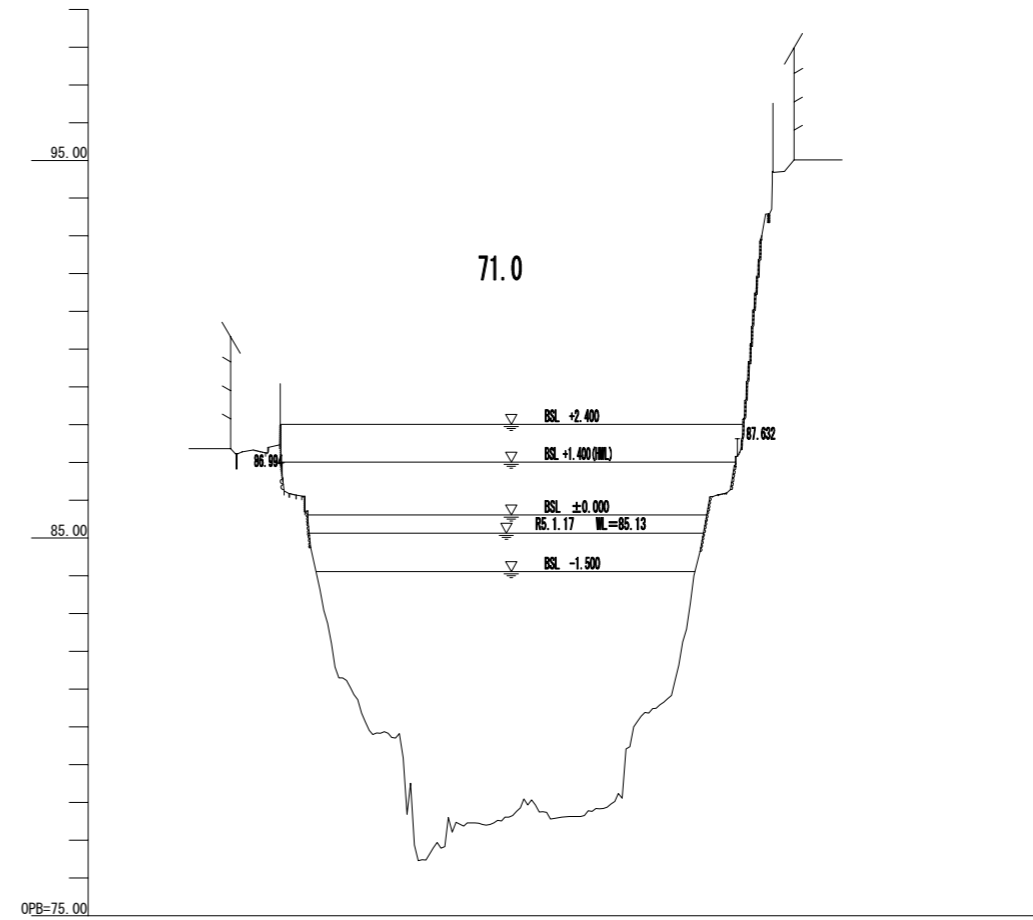 95.00
71.0
BSL +2.400
87.632
86.994
BSL +1.400(HWL)
BSL ±0.000
85.00
R5.1.17 WL=85.13
BSL -1.500
OPB=75.00